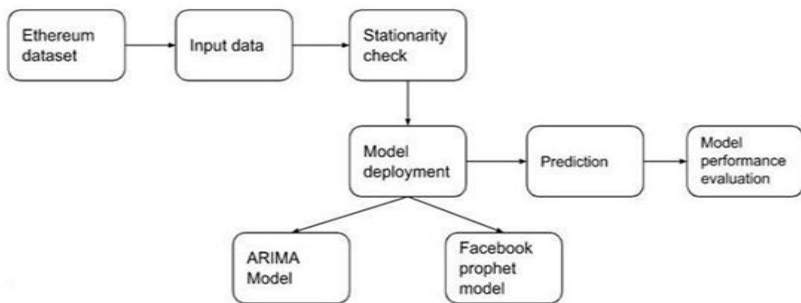 Ethereum
dataset
Input data
Stationarity
check
Model
deployment
Prediction
Model
performance
evaluation
ARIMA
Model
Facebook
prophet
model